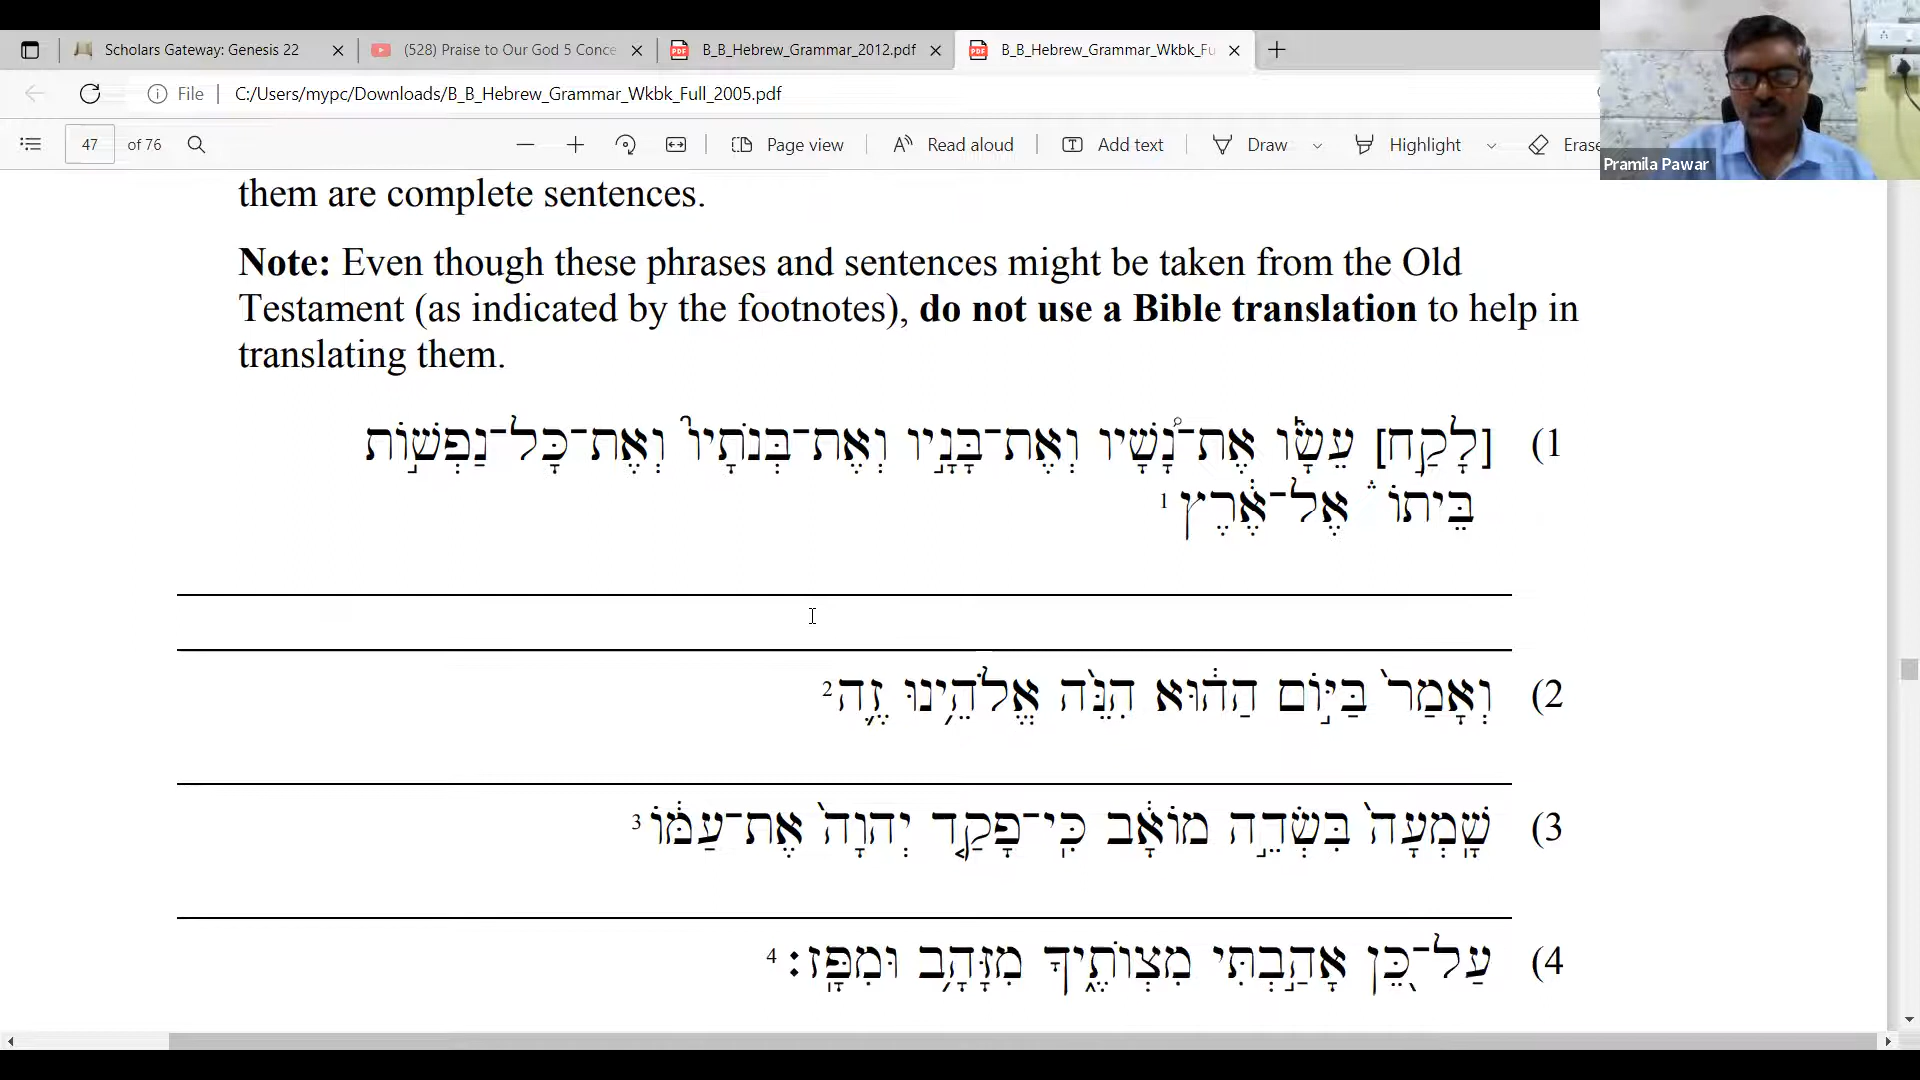 Scholars Gateway: Genesis 22
(528) Praise to Our God 5 Conce
B_B_Hebrew_Grammar_2012.pdf
B_B_Hebrew_Grammar_Wkbk_Fu
File
C:/Users/mypc/Downloads/B_B_Hebrew_Grammar_Wkbk_Full_2005.pdf
47 of 76
Page view
Read aloud
Add text
Draw
Highlight
Erase
Pramila Pawar
them are complete sentences.
Note: Even though these phrases and sentences might be taken from the Old
Testament (as indicated by the footnotes), do not use a Bible translation to help in
translating them.
1) [לָקַ֣ח] עֵשָׂ֡ו אֶת־נָ֠שָׁיו וְאֶת־בָּנָ֣יו וְאֶת־בְּנֹתָיו֮ וְאֶת־כָּל־נַפְשׁ֣וֹת
בֵּיתוֹ֒ אֶל־אֶ֔רֶץ 1
2) וְאָמַר֙ בַּיּ֣וֹם הַה֔וּא הִנֵּ֨ה אֱלֹהֵ֥ינוּ זֶ֛ה 2
3) שָֽׁמְעָה֙ בִּשְׂדֵ֣ה מוֹאָ֔ב כִּֽי־פָקַ֤ד יְהוָה֙ אֶת־עַמּ֔וֹ 3
4) עַל־כֵּ֭ן אָהַ֣בְתִּי מִצְוֺתֶ֑יךָ מִזָּהָ֥ב וּמִפָּֽז׃ 4